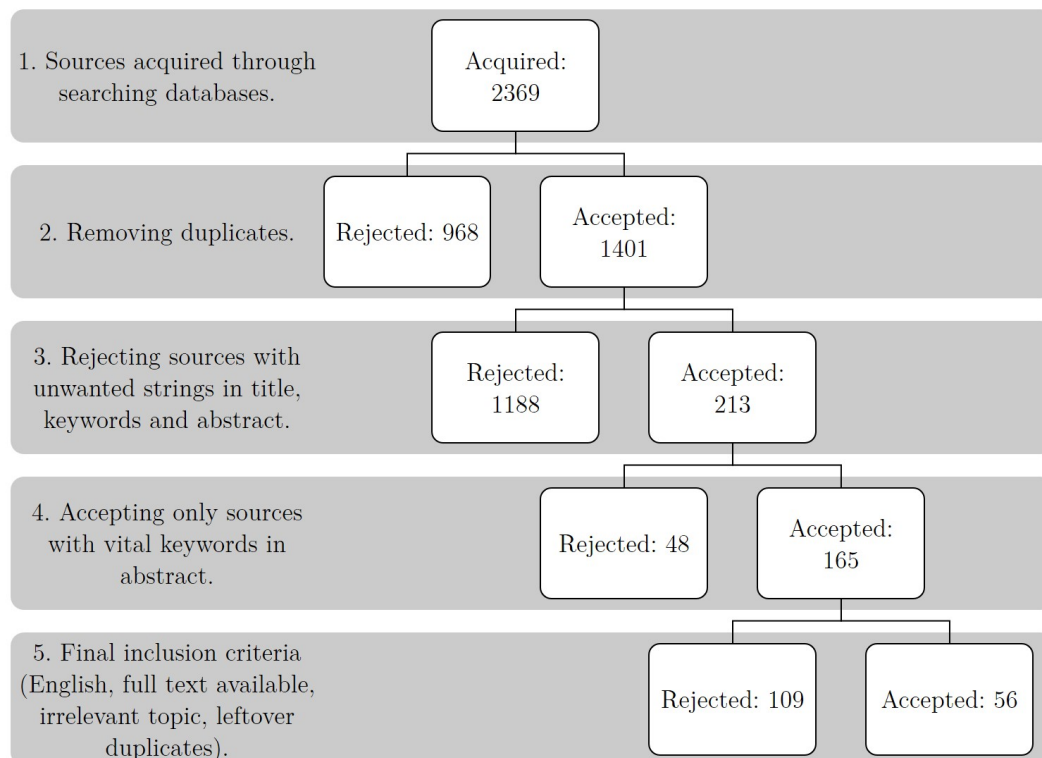 1. Sources acquired through
searching databases.
Acquired:
2369
2. Removing duplicates.
Rejected: 968
Accepted:
1401
3. Rejecting sources with
unwanted strings in title,
keywords and abstract.
Rejected:
1188
Accepted:
213
4. Accepting only sources
with vital keywords in
abstract.
Rejected: 48
Accepted:
165
5. Final inclusion criteria
(English, full text available,
irrelevant topic, leftover
duplicates).
Rejected: 109
Accepted: 56